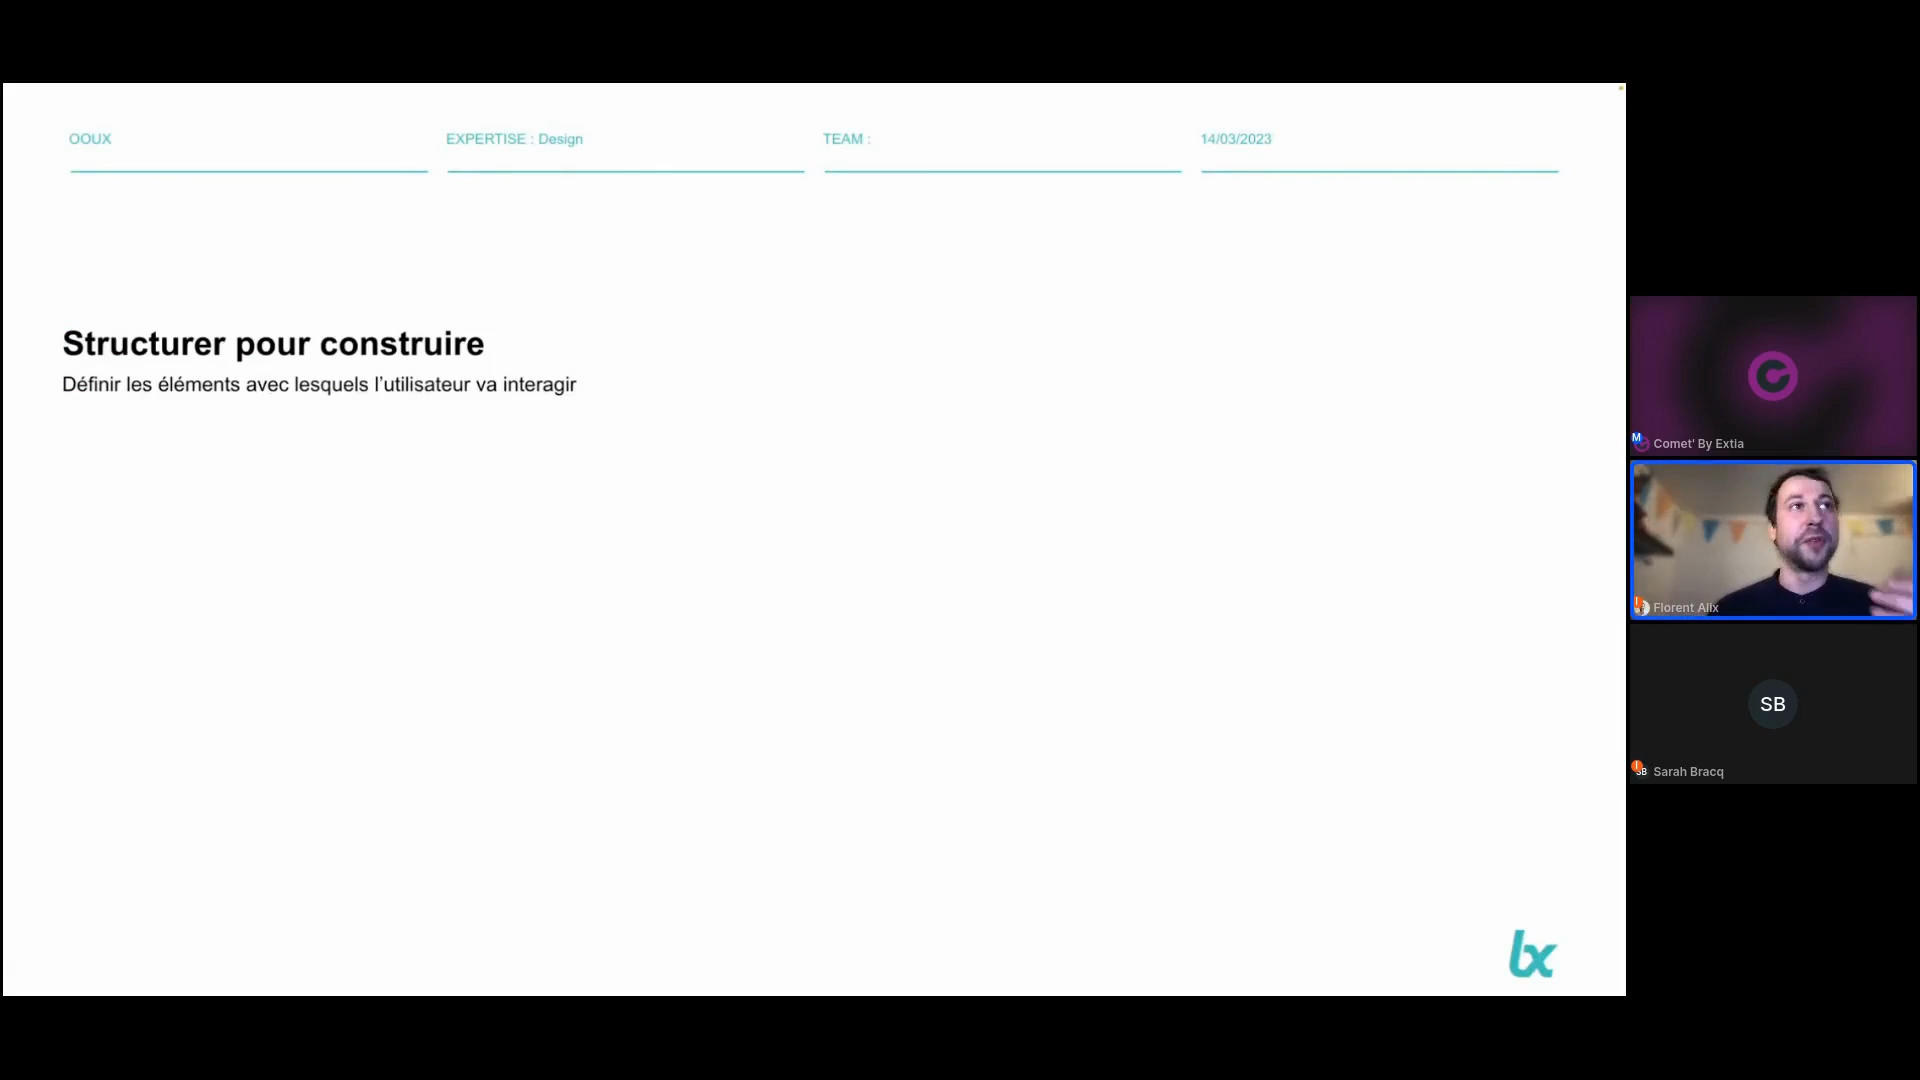 OOUX
EXPERTISE : Design
TEAM :
14/03/2023
Structurer pour construire
Définir les éléments avec lesquels l’utilisateur va interagir
lx
Comet' By Extia
Florent Alix
SB
Sarah Bracq